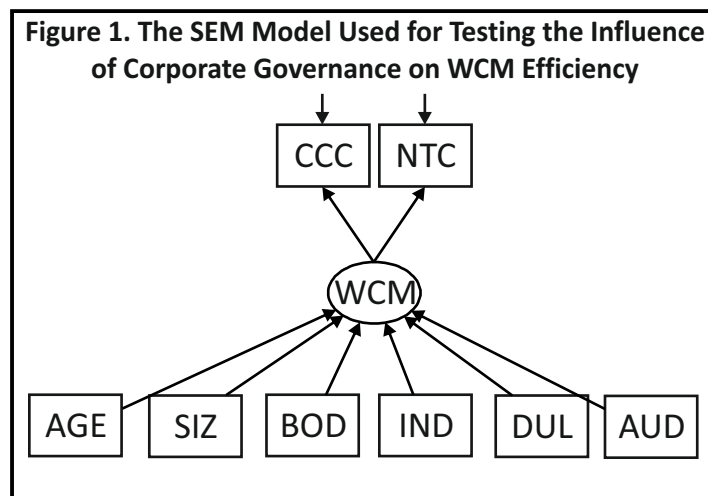 Figure 1. The SEM Model Used for Testing the Influence
of Corporate Governance on WCM Efficiency
CCC NTC
WCM
AGE SIZ BOD IND DUL AUD